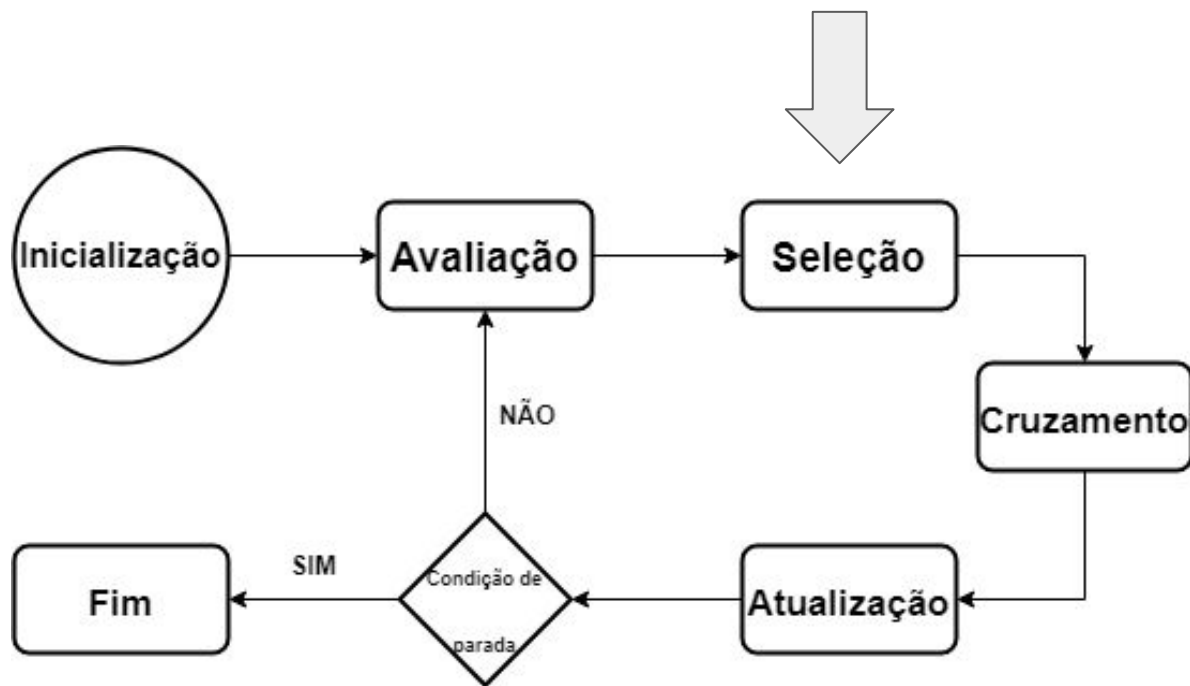 Inicialização
Avaliação
Seleção
Cruzamento
NÃO
Atualização
Condição de
parada
SIM
Fim